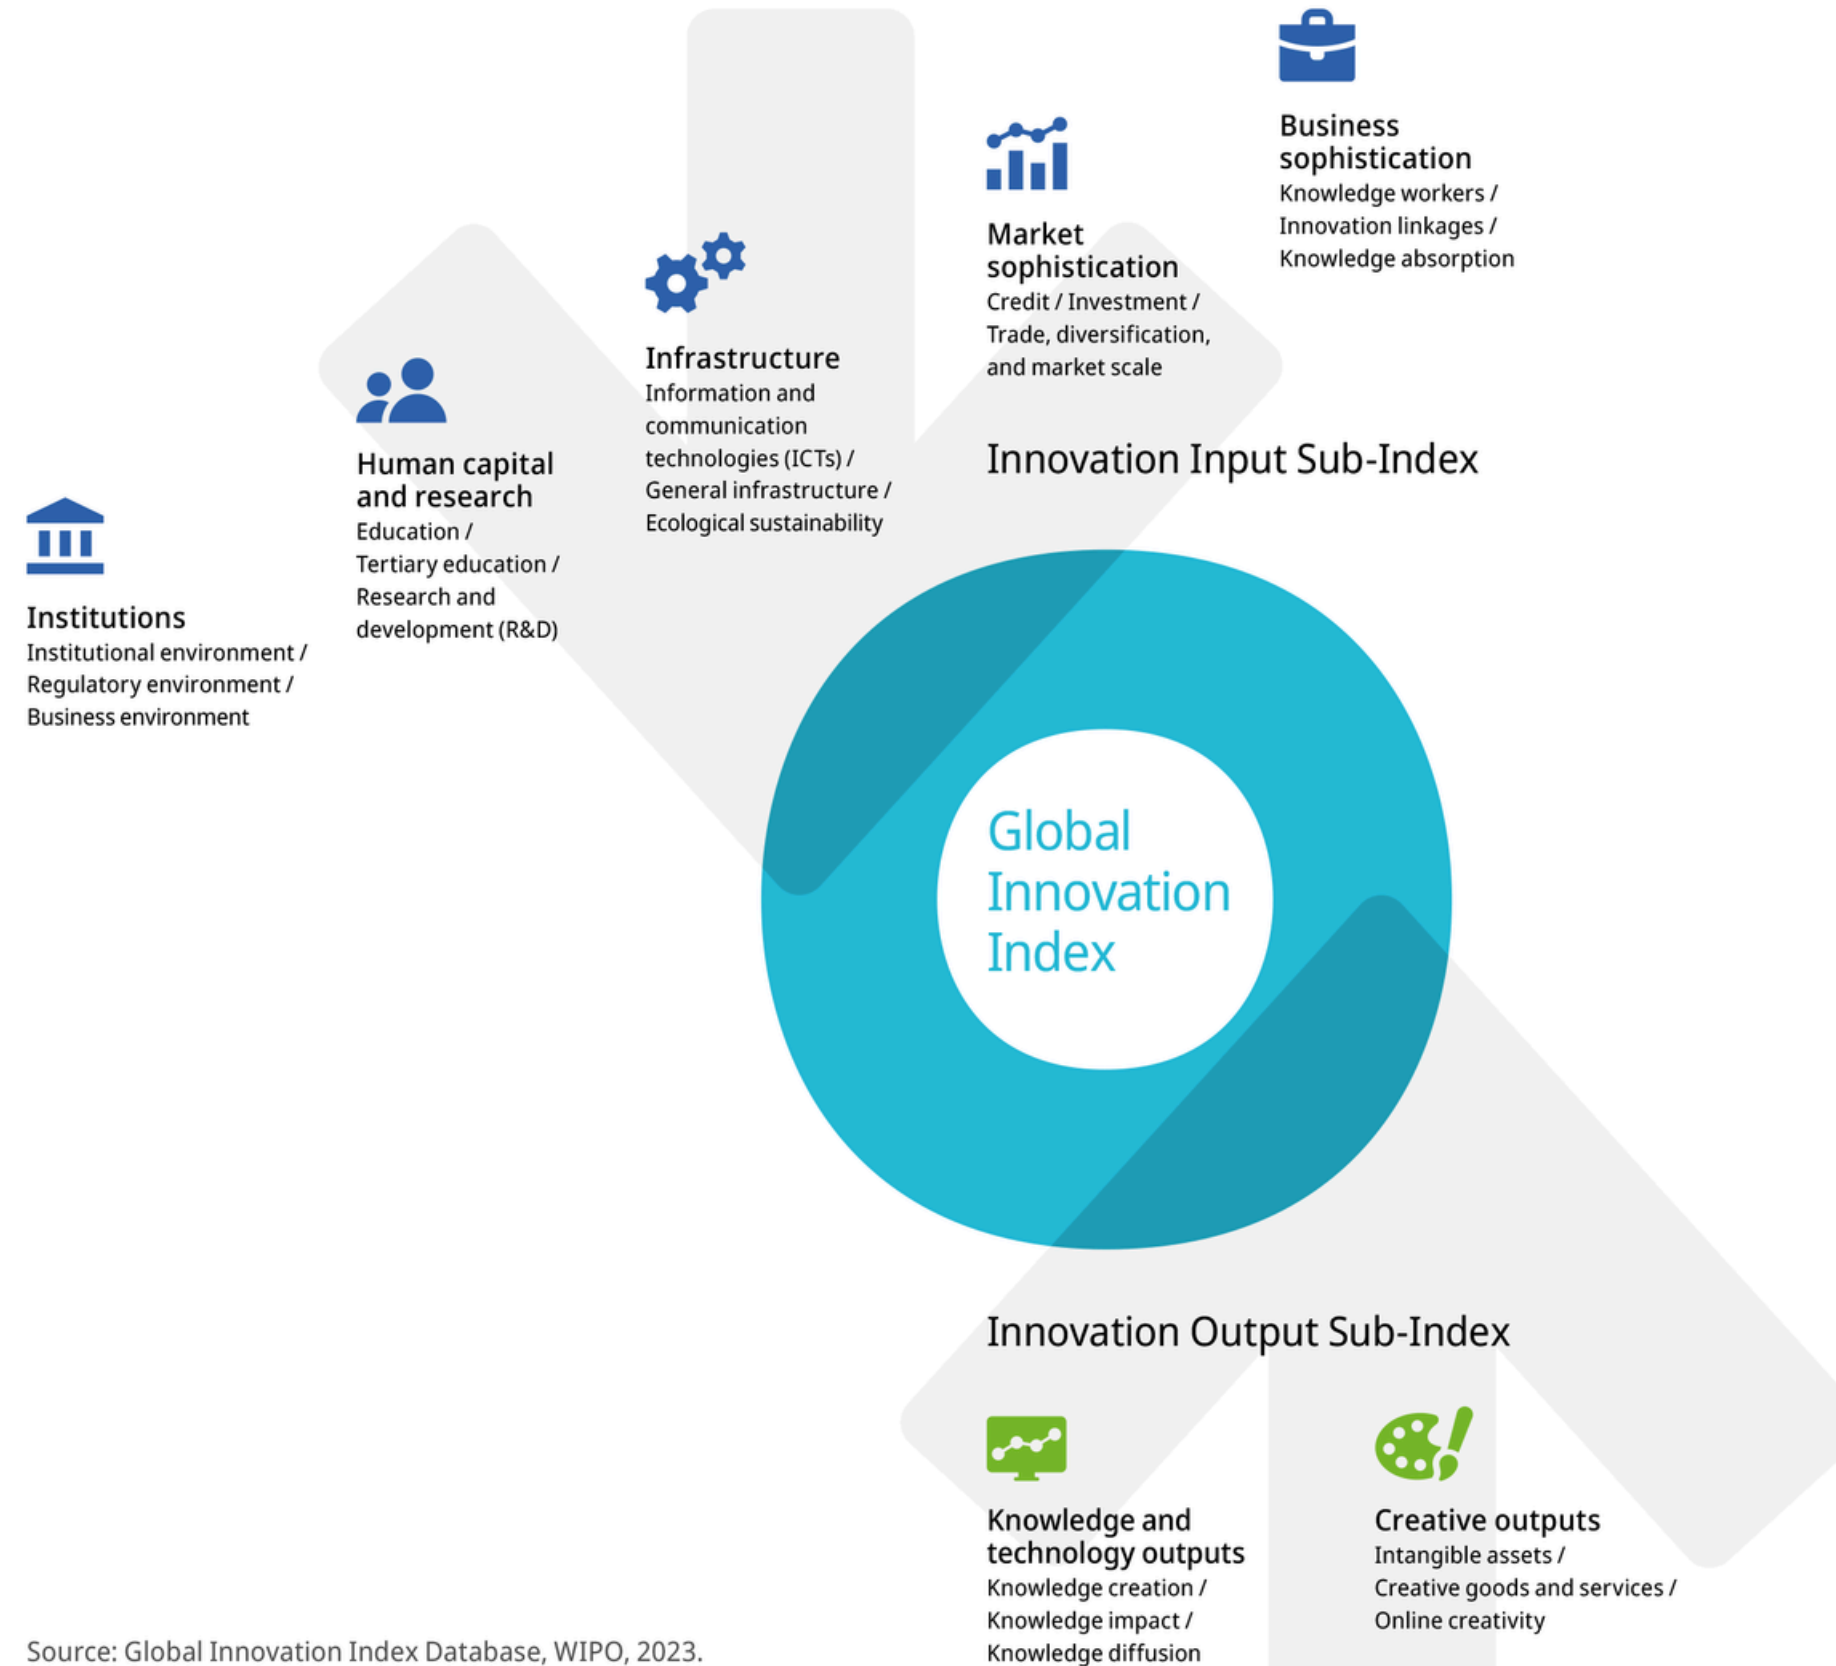 Business
sophistication
Knowledge workers /
Innovation linkages /
Knowledge absorption
Market
sophistication
Credit / Investment /
Trade, diversification,
and market scale
Infrastructure
Information and
communication
technologies (ICTs) /
General infrastructure /
Ecological sustainability
Human capital
and research
Education /
Tertiary education /
Research and
development (R&D)
Institutions
Institutional environment /
Regulatory environment /
Business environment
Innovation Input Sub-Index
Global
Innovation
Index
Innovation Output Sub-Index
Knowledge and
technology outputs
Knowledge creation /
Knowledge impact /
Knowledge diffusion
Creative outputs
Intangible assets /
Creative goods and services /
Online creativity
Source: Global Innovation Index Database, WIPO, 2023.